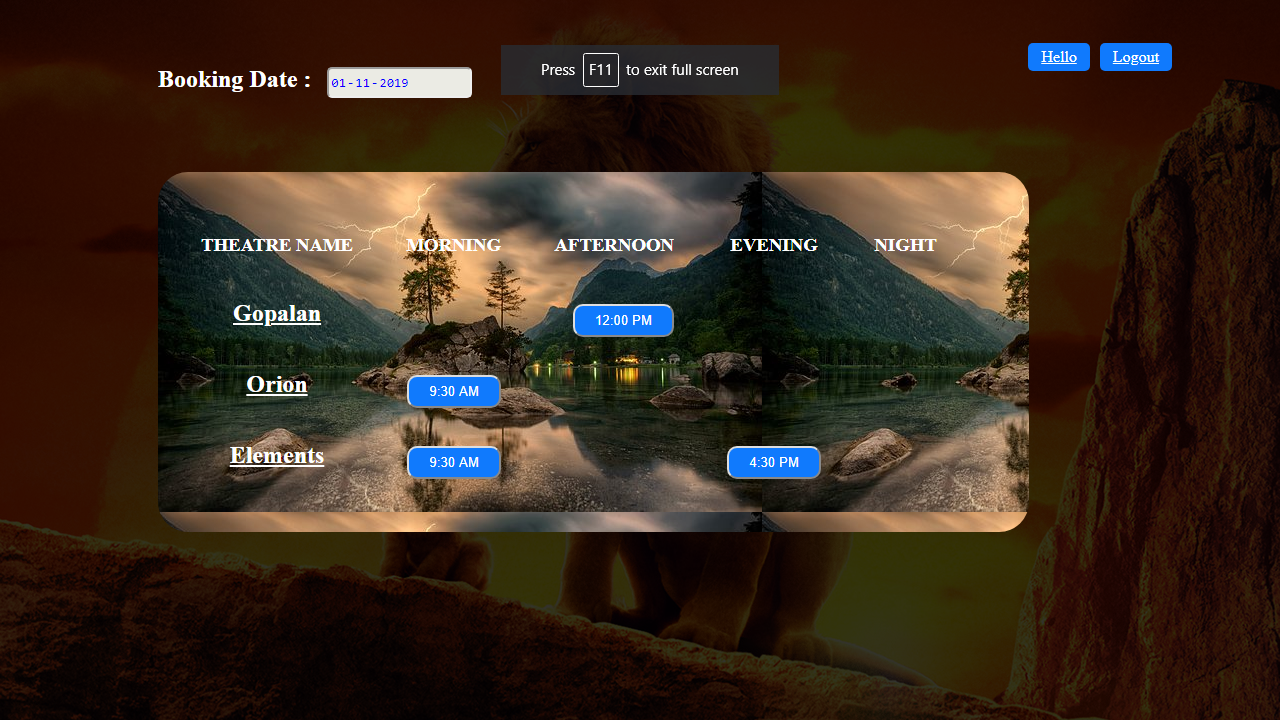 Hello Logout
Booking Date : 01-11-2019
Press F11 to exit full screen
THEATRE NAME MORNING AFTERNOON EVENING NIGHT
Gopalan 12:00 PM
Orion 9:30 AM
Elements 9:30 AM 4:30 PM